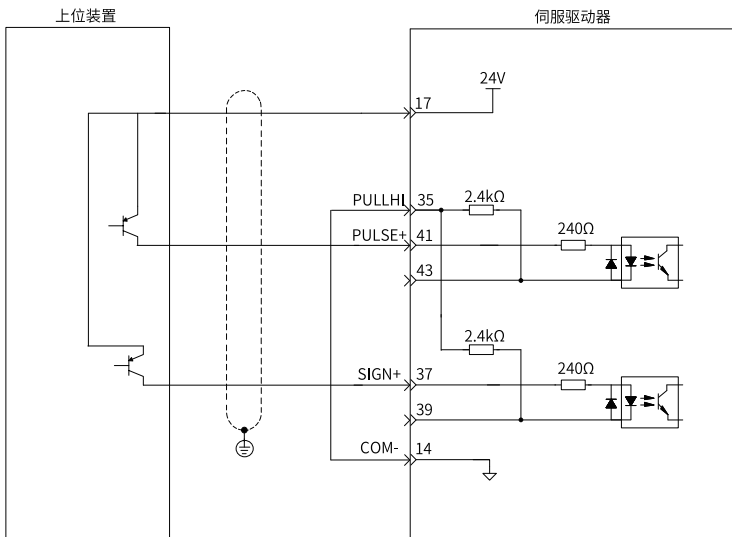 上位装置
伺服驱动器
24V
17
PULLHI 35 2.4kΩ
PULSE+ 41 240Ω
43
2.4kΩ
SIGN+ 37 240Ω
39
COM- 14